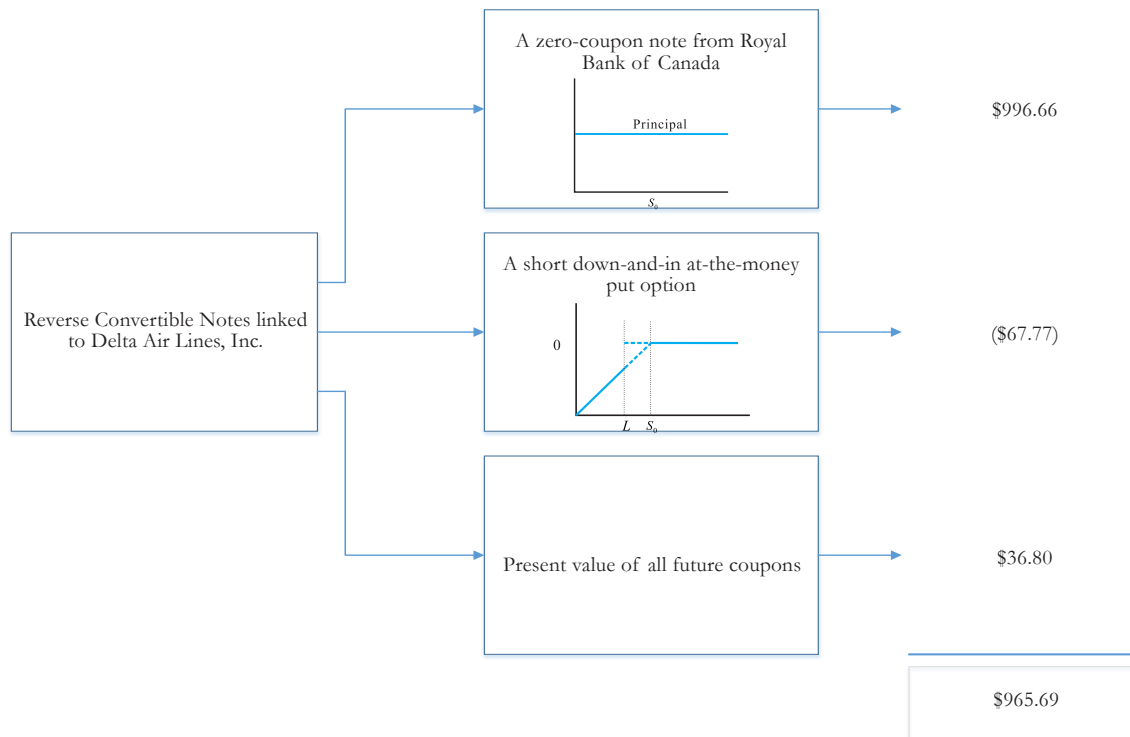 A zero-coupon note from Royal
Bank of Canada
Principal
S₀
$996.66
Reverse Convertible Notes linked
to Delta Air Lines, Inc.
A short down-and-in at-the-money
put option
0
L S₀
($67.77)
Present value of all future coupons
$36.80
$965.69